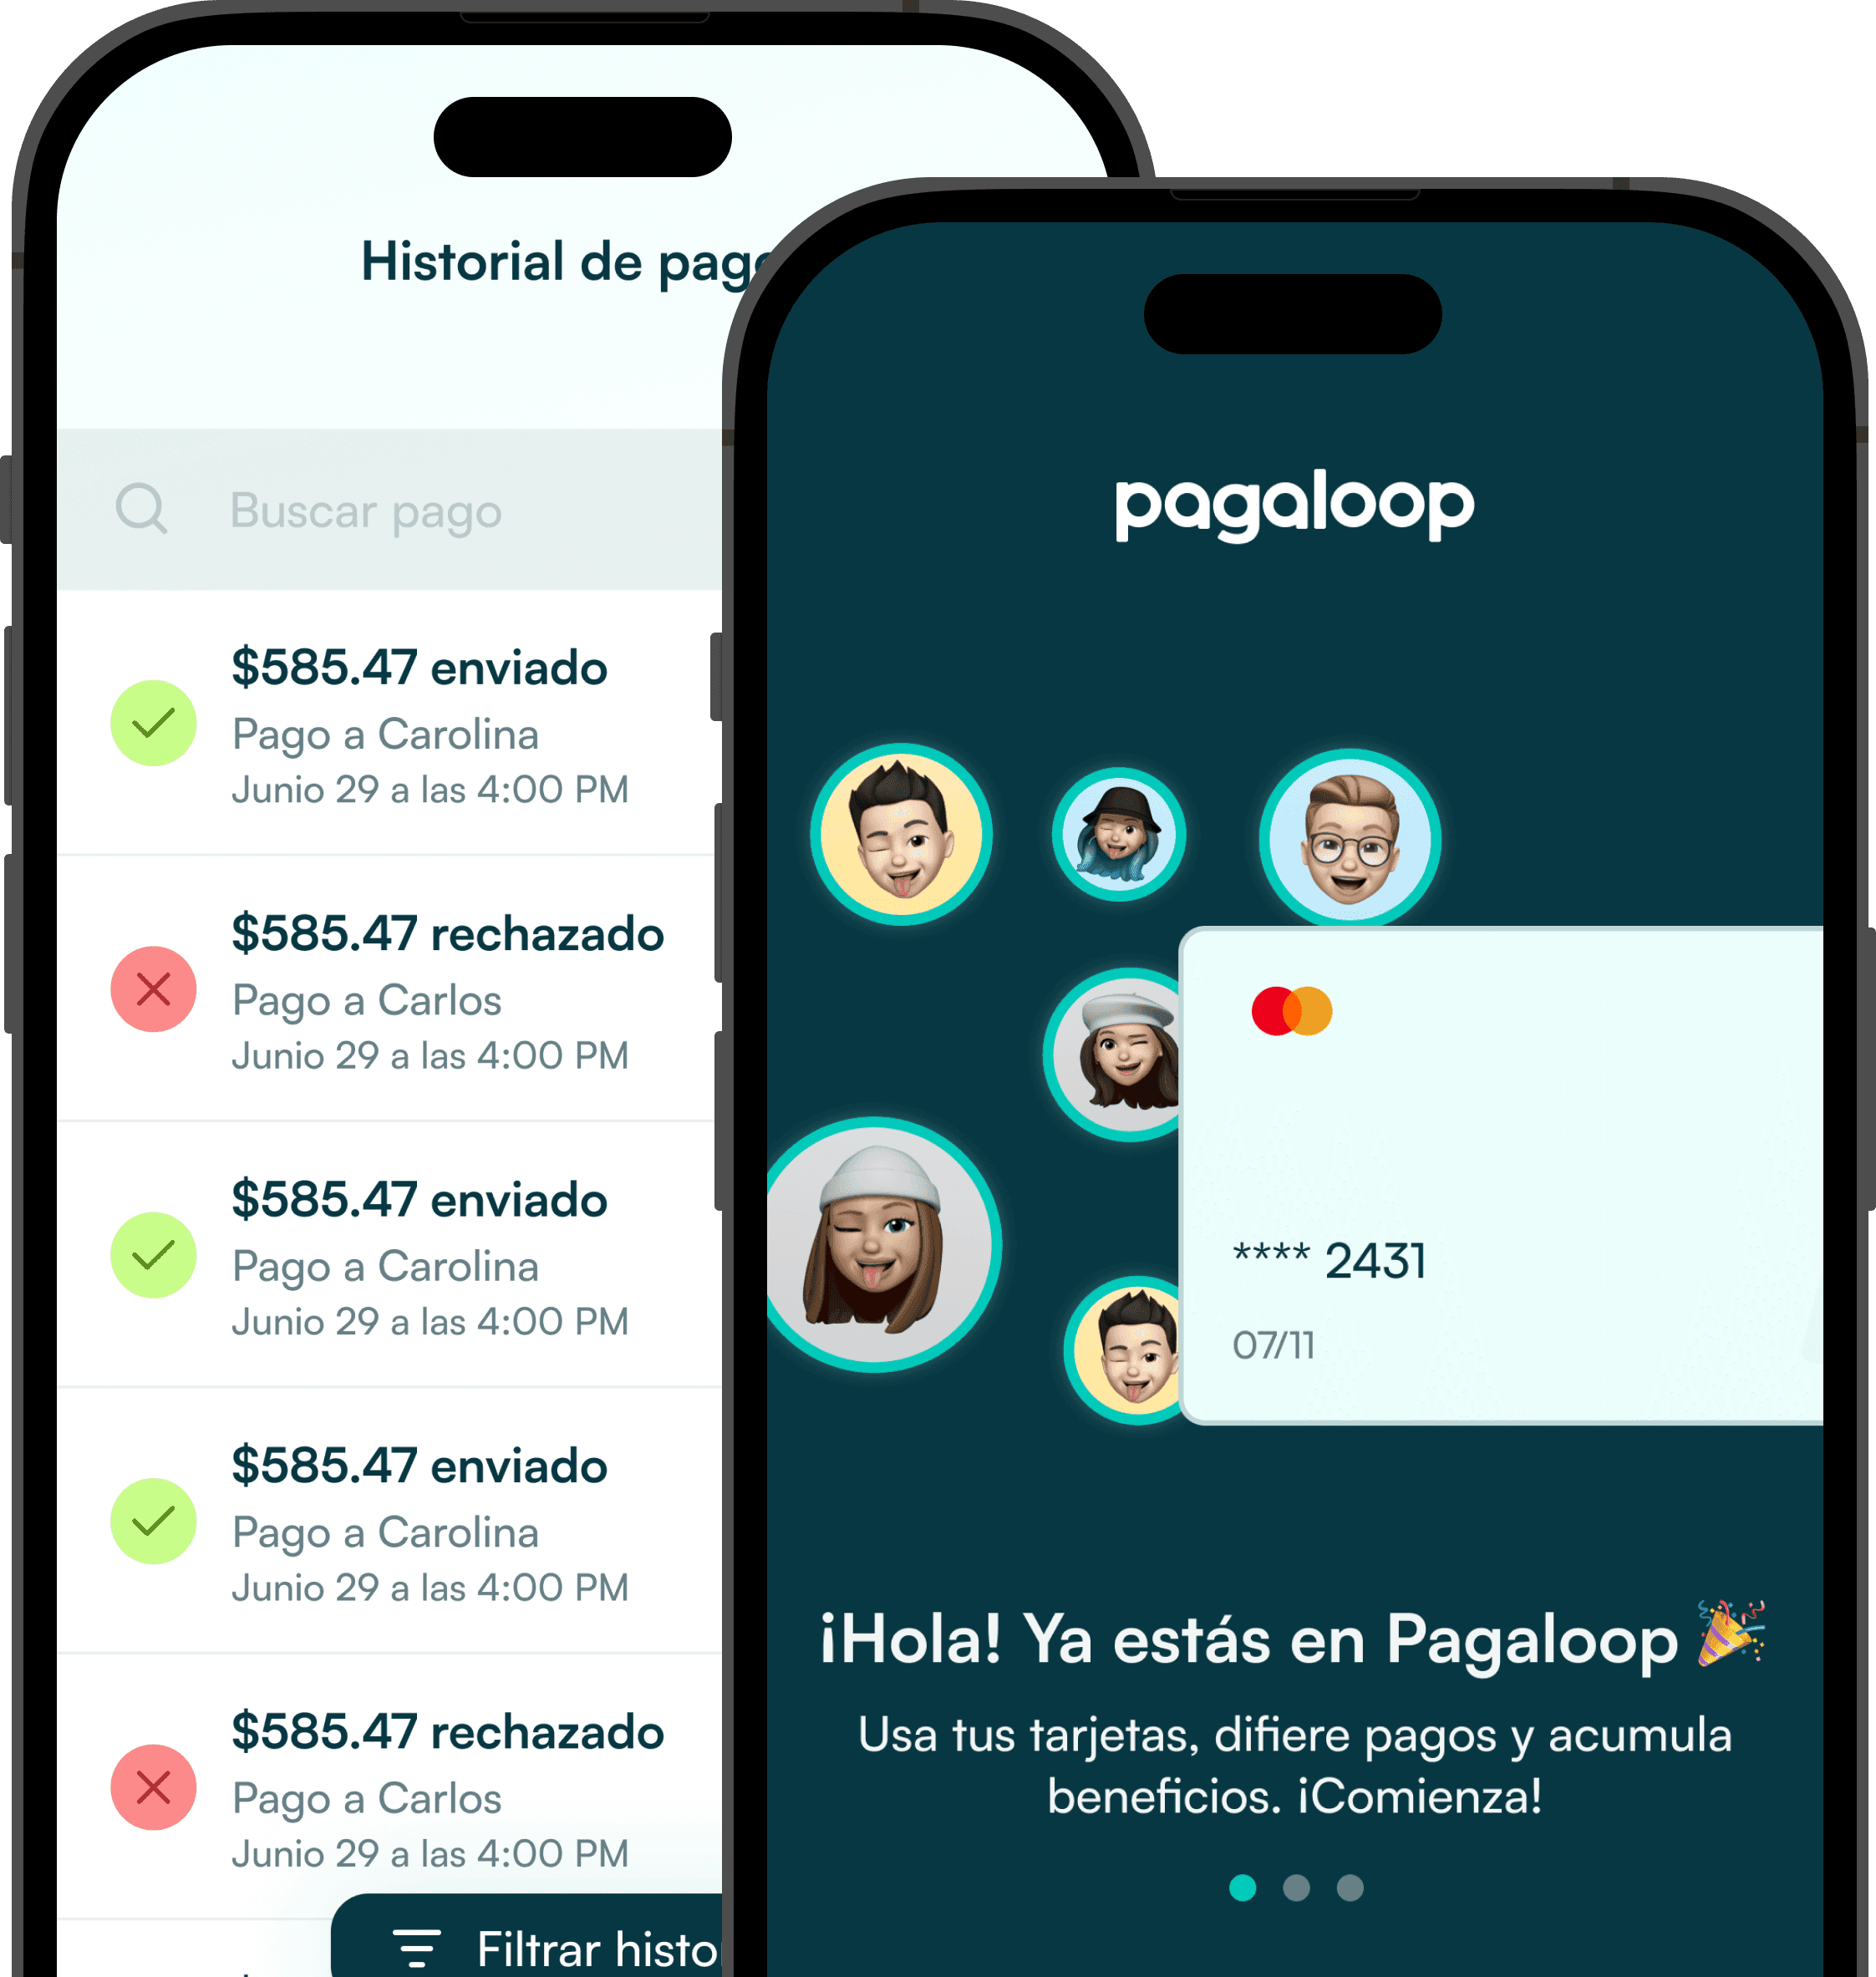 Historial de pago
Buscar pago
$585.47 enviado
Pago a Carolina
Junio 29 a las 4:00 PM
$585.47 rechazado
Pago a Carlos
Junio 29 a las 4:00 PM
$585.47 enviado
Pago a Carolina
Junio 29 a las 4:00 PM
$585.47 enviado
Pago a Carolina
Junio 29 a las 4:00 PM
$585.47 rechazado
Pago a Carlos
Junio 29 a las 4:00 PM
Filtrar histo
pagaloop
**** 2431
07/11
¡Hola! Ya estás en Pagaloop 🎉
Usa tus tarjetas, difiere pagos y acumula
beneficios. ¡Comienza!